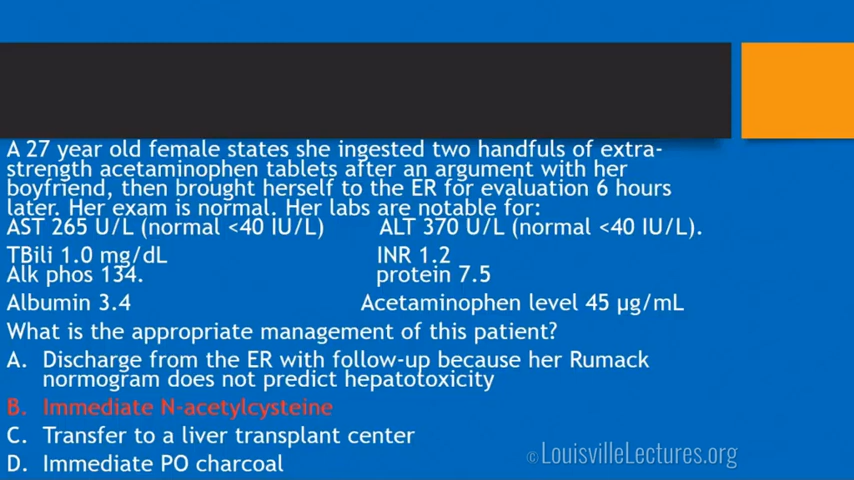 A 27 year old female states she ingested two handfuls of extra-
strength acetaminophen tablets after an argument with her
boyfriend, then brought herself to the ER for evaluation 6 hours
later. Her exam is normal. Her labs are notable for:
AST 265 U/L (normal <40 IU/L) ALT 370 U/L (normal <40 IU/L).
TBili 1.0 mg/dL INR 1.2
Alk phos 134. protein 7.5
Albumin 3.4 Acetaminophen level 45 µg/mL
What is the appropriate management of this patient?
A. Discharge from the ER with follow-up because her Rumack
normogram does not predict hepatotoxicity
B. Immediate N-acetylcysteine
C. Transfer to a liver transplant center
D. Immediate PO charcoal
© LouisvilleLectures.org